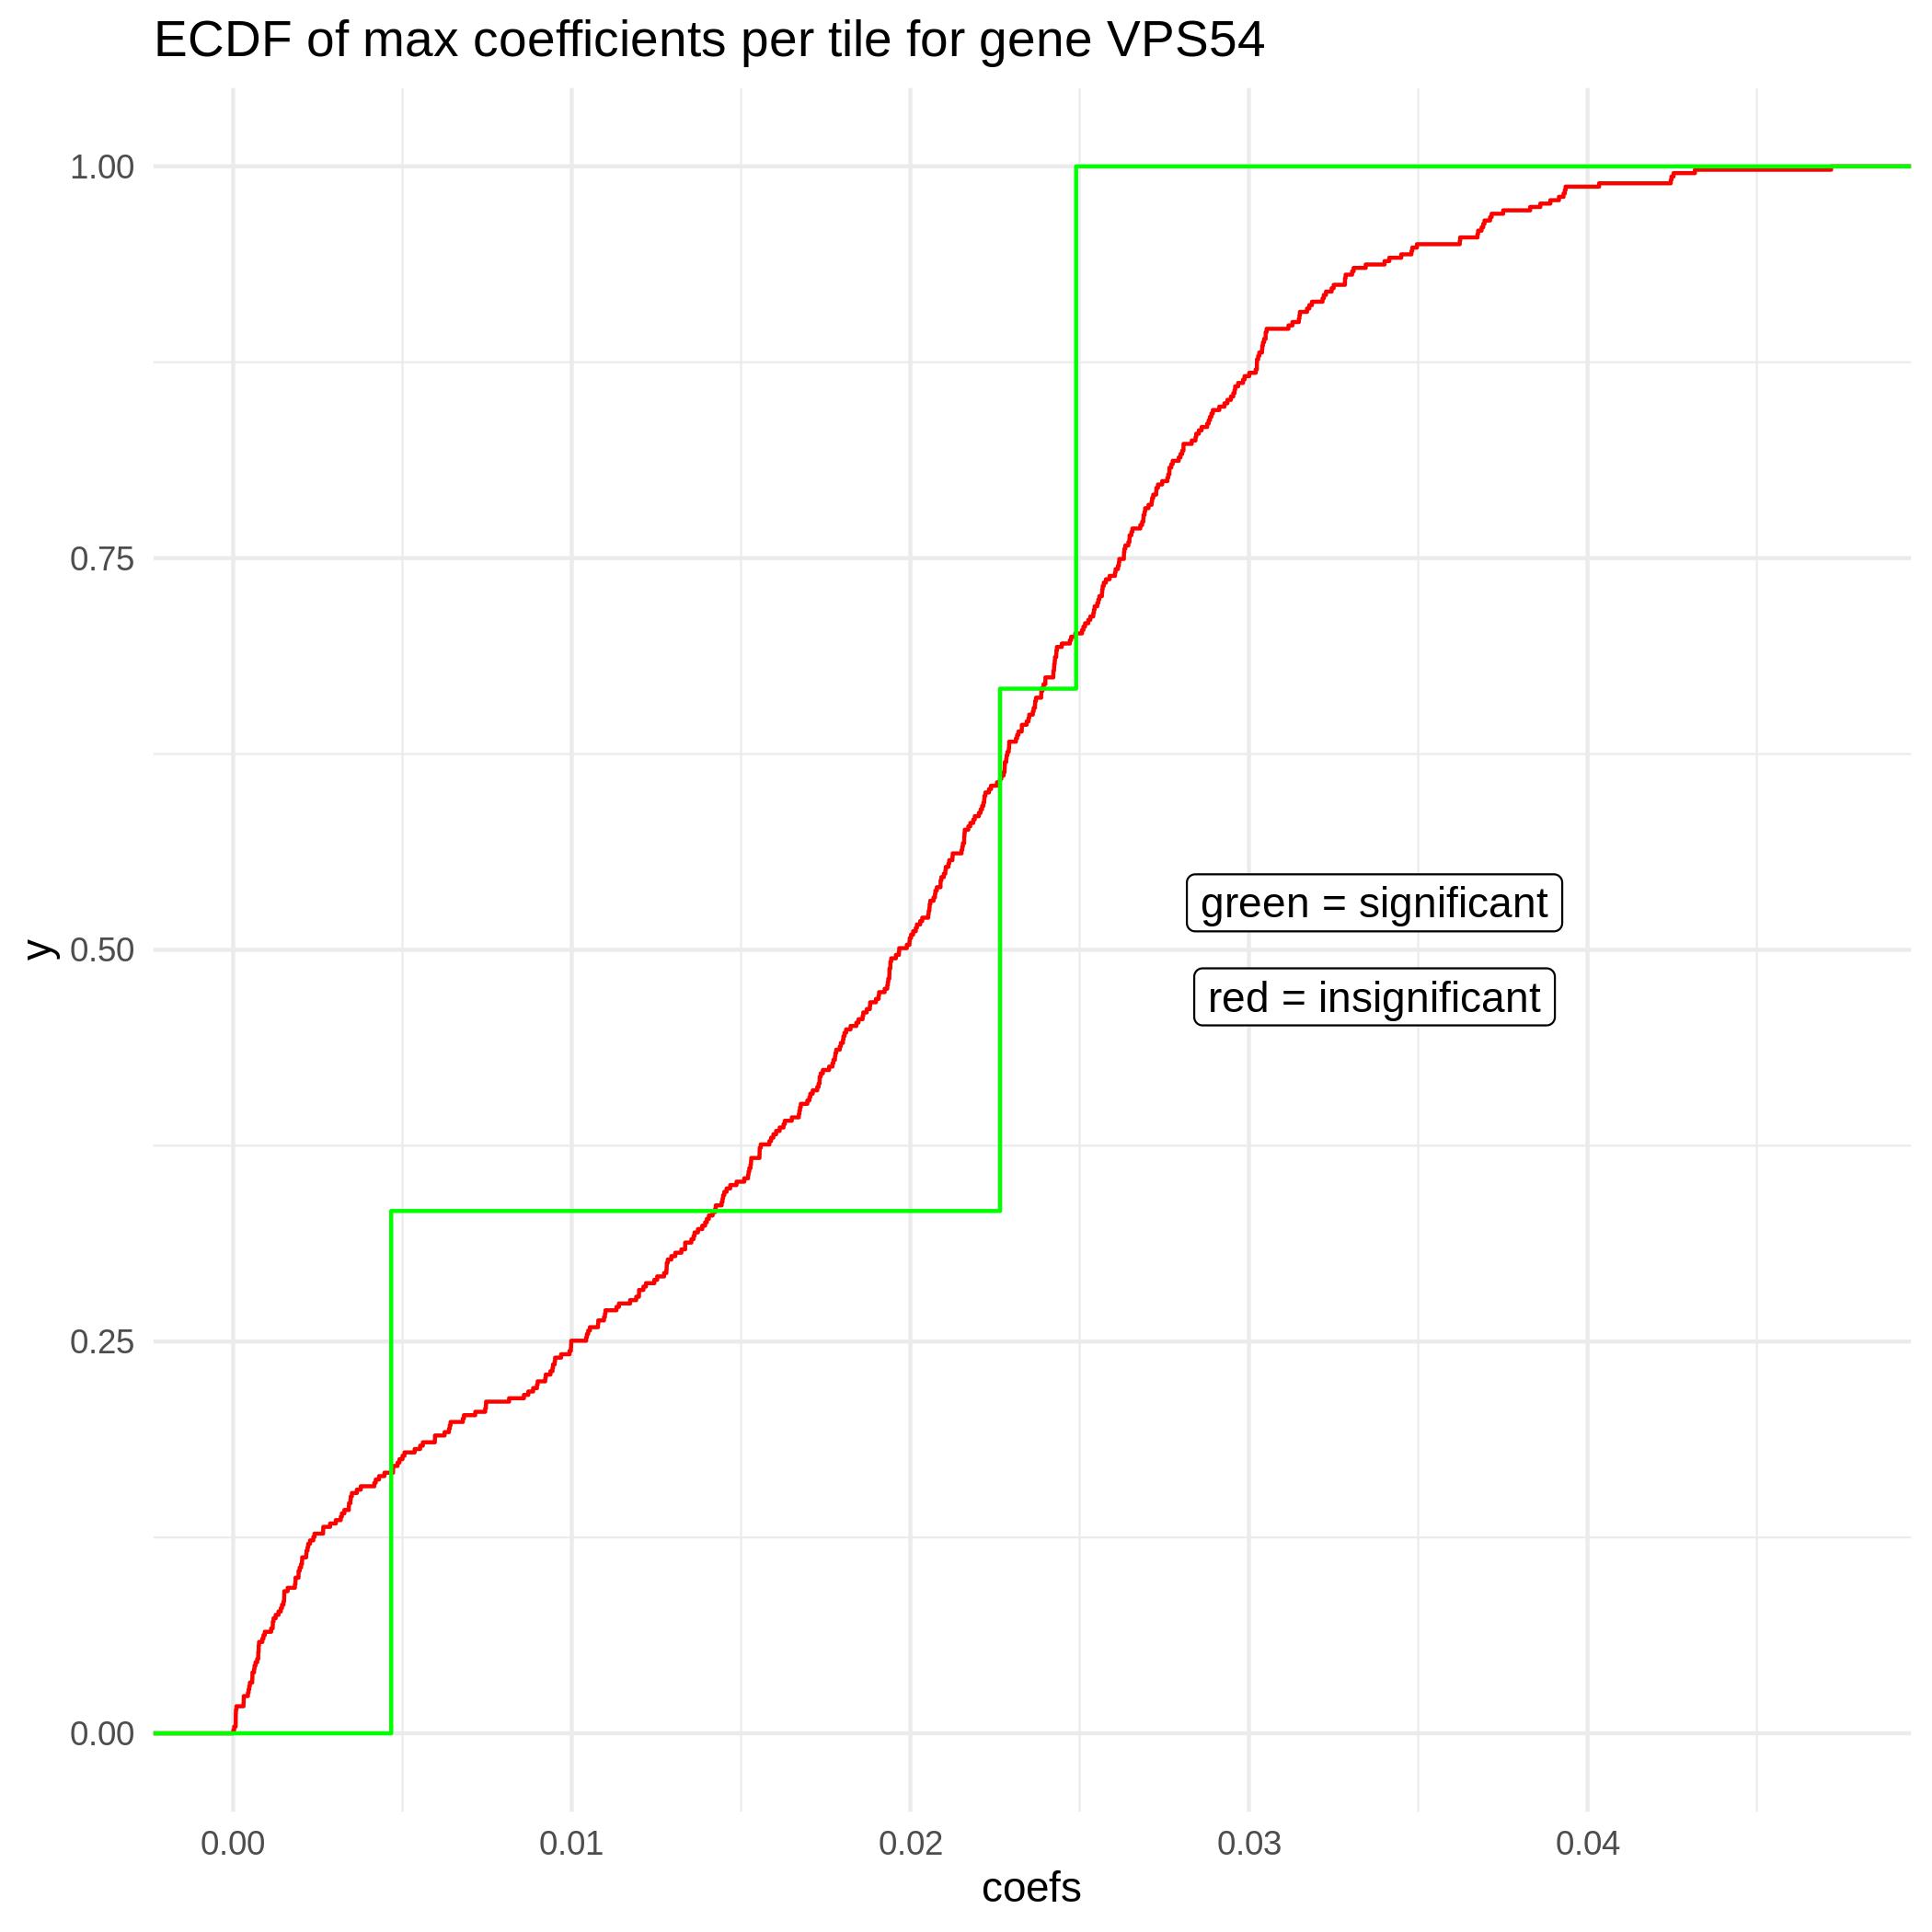 ECDF of max coefficients per tile for gene VPS54
1.00
0.75
0.50
0.25
0.00
y
green = significant
red = insignificant
0.00 0.01 0.02 0.03 0.04
coefs